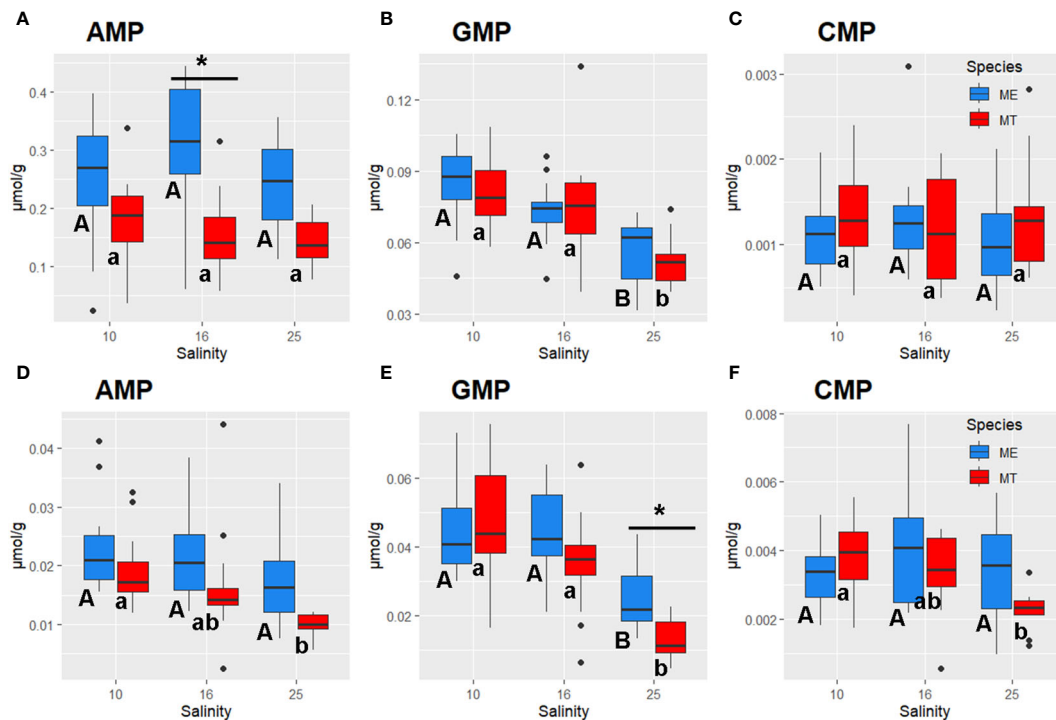 A AMP
B GMP
C CMP
*
μmol/g
0.4
0.3
0.2
0.1
A a A a A a
10 16 25
Salinity
μmol/g
0.12
0.09
0.06
0.03
A a A a B b
10 16 25
Salinity
μmol/g
0.003
0.002
0.001
Species
ME
MT
A a A a A a
10 16 25
Salinity
D AMP
E GMP
F CMP
μmol/g
0.04
0.03
0.02
0.01
A a A ab A b
10 16 25
Salinity
μmol/g
0.06
0.04
0.02
*
A a A a B b
10 16 25
Salinity
μmol/g
0.008
0.006
0.004
0.002
Species
ME
MT
A a A ab A b
10 16 25
Salinity